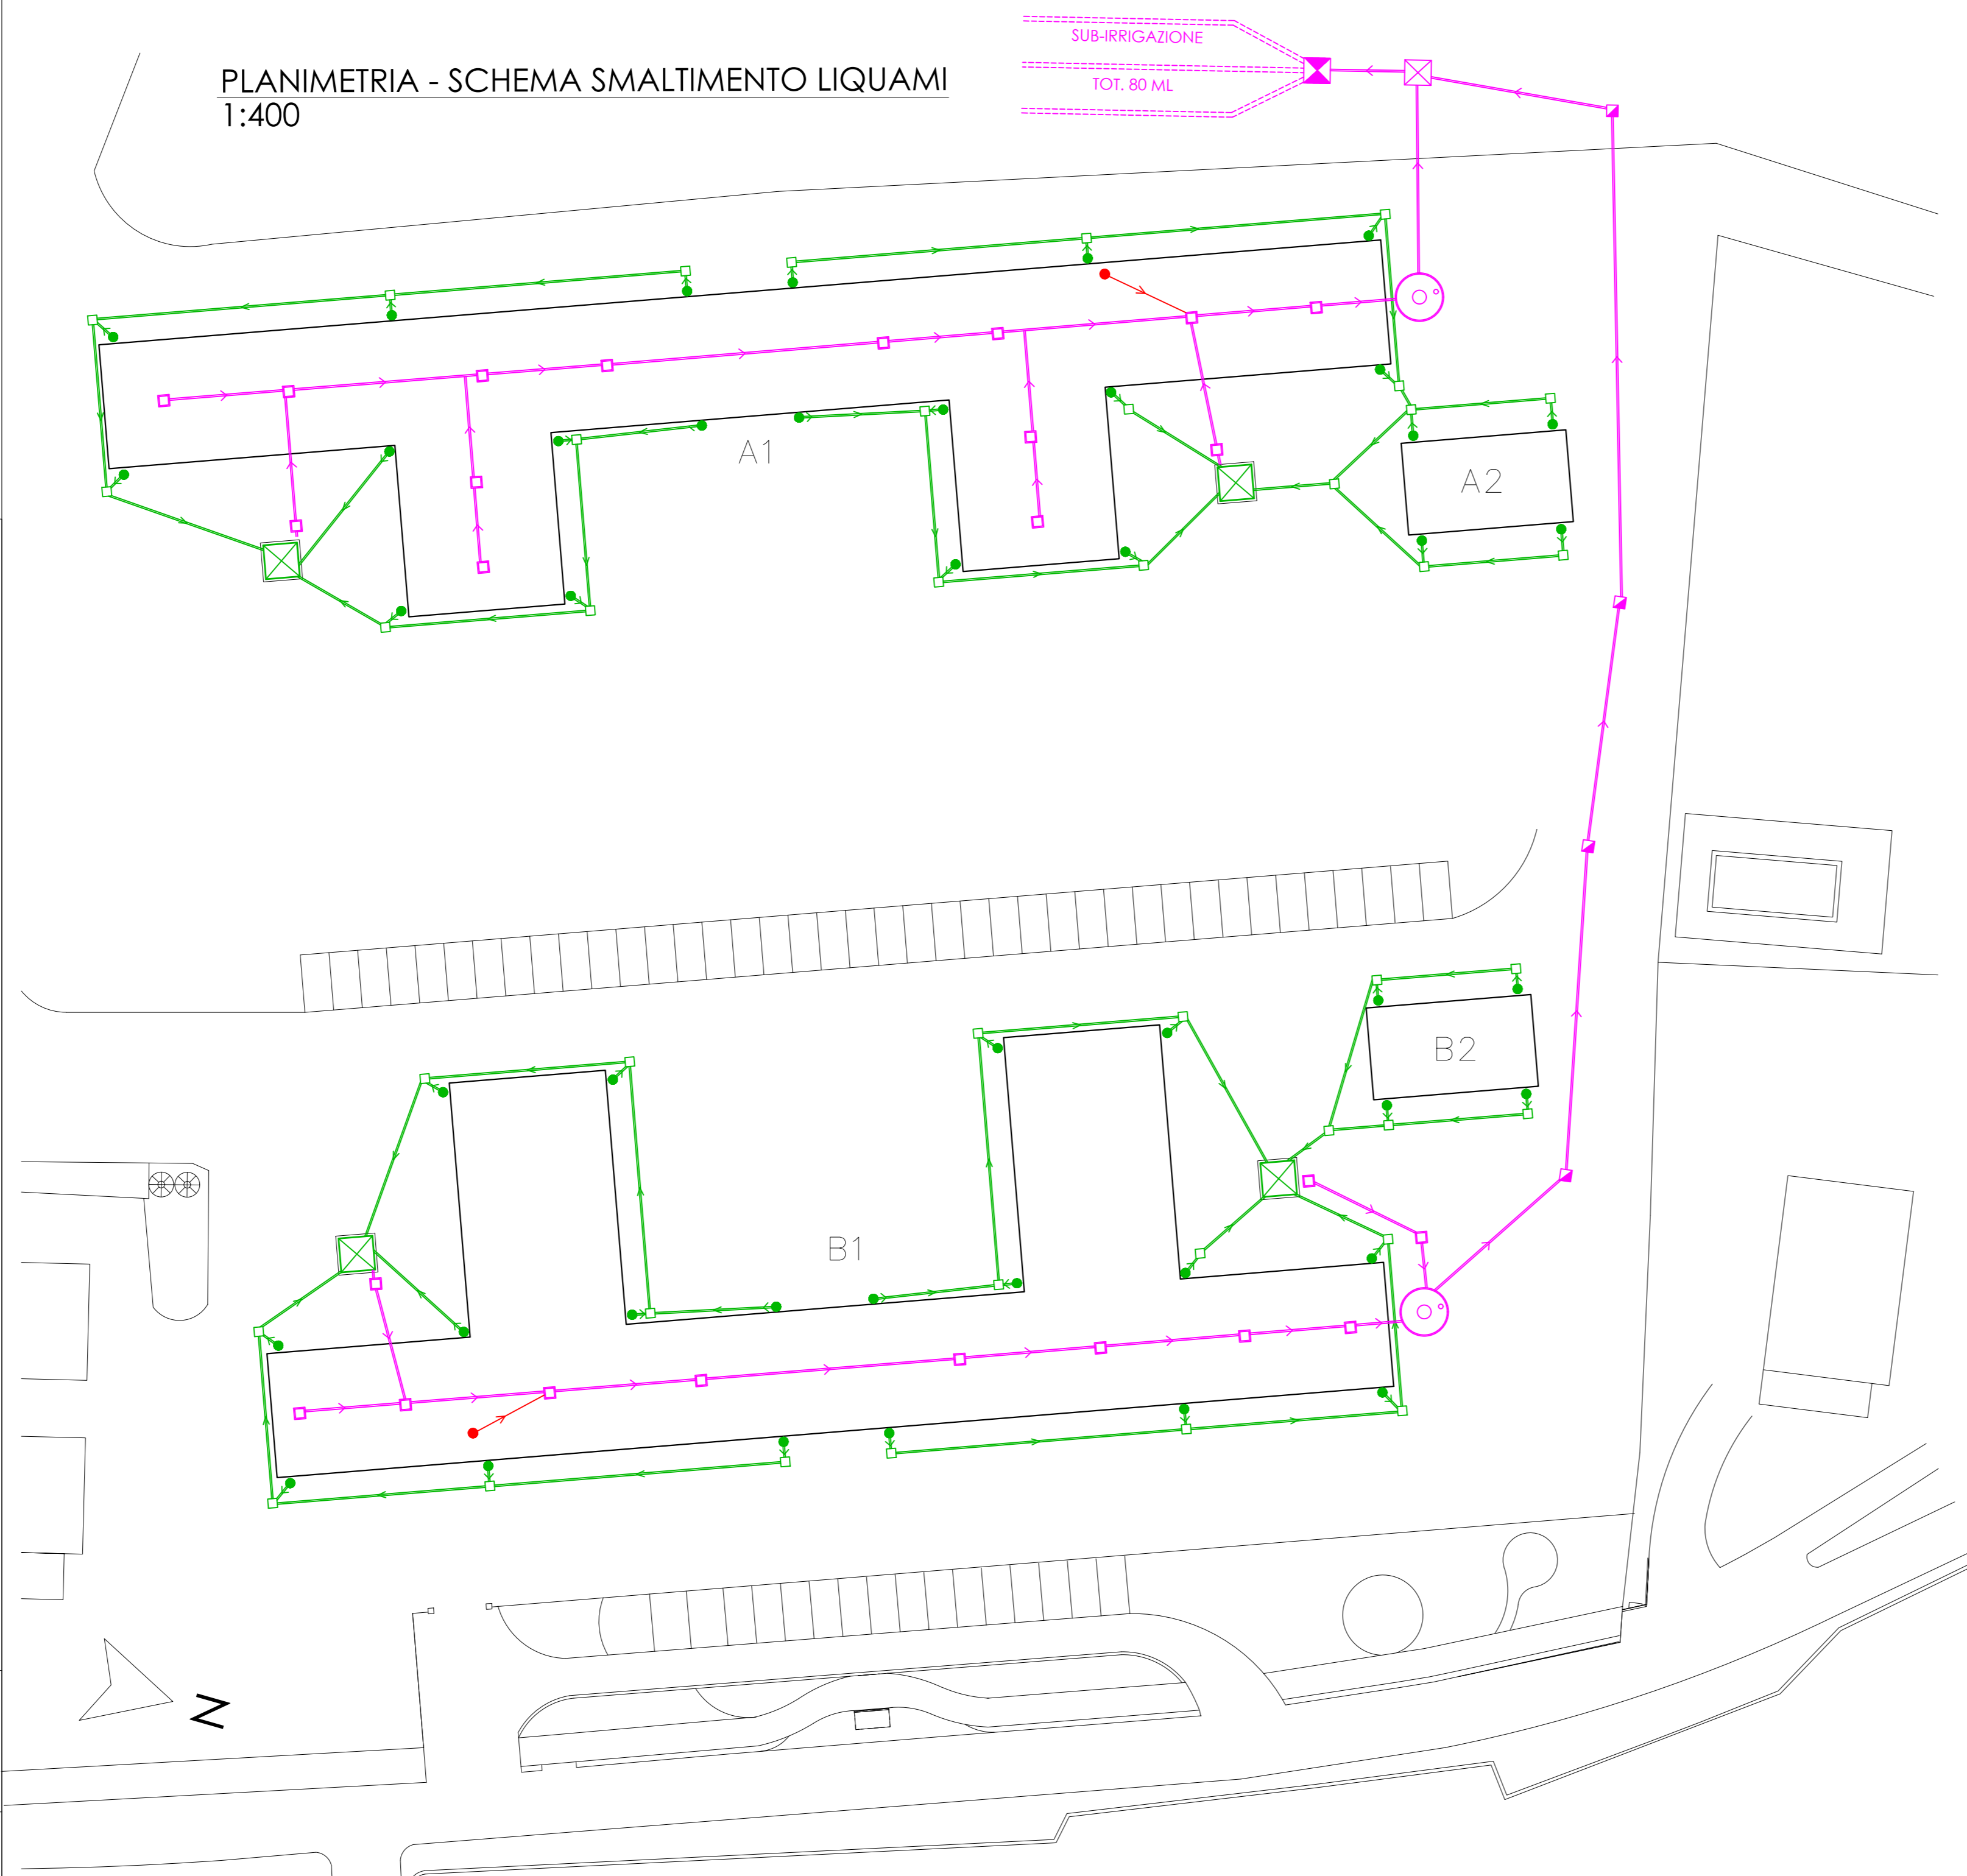 SUB-IRRIGAZIONE
PLANIMETRIA - SCHEMA SMALTIMENTO LIQUAMI
TOT. 80 ML
1:400
A1
A2
B2
B1
N